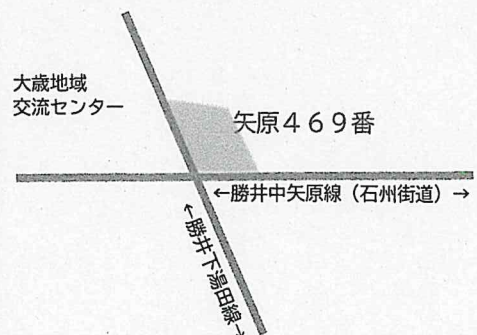 大歳地域
交流センター
矢原469番
←勝井中矢原線(石州街道)→
←勝井下湯田線→